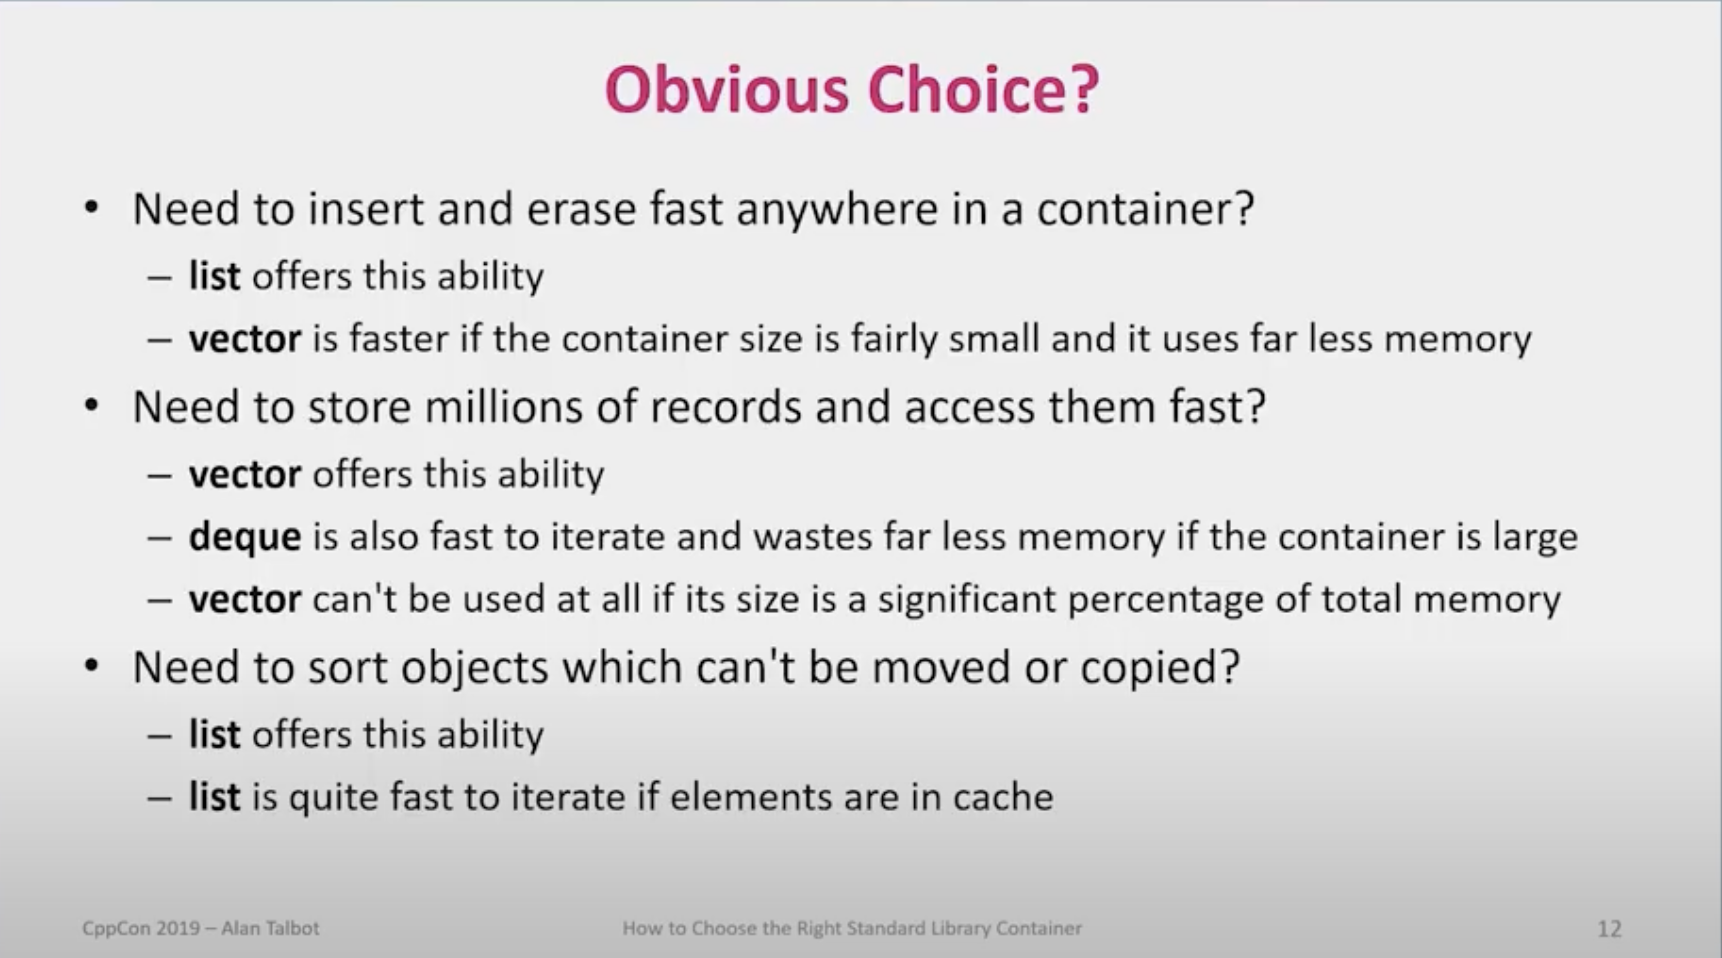 Obvious Choice?
• Need to insert and erase fast anywhere in a container?
– list offers this ability
– vector is faster if the container size is fairly small and it uses far less memory
• Need to store millions of records and access them fast?
– vector offers this ability
– deque is also fast to iterate and wastes far less memory if the container is large
– vector can't be used at all if its size is a significant percentage of total memory
• Need to sort objects which can't be moved or copied?
– list offers this ability
– list is quite fast to iterate if elements are in cache
CppCon 2019 – Alan Talbot
How to Choose the Right Standard Library Container
12